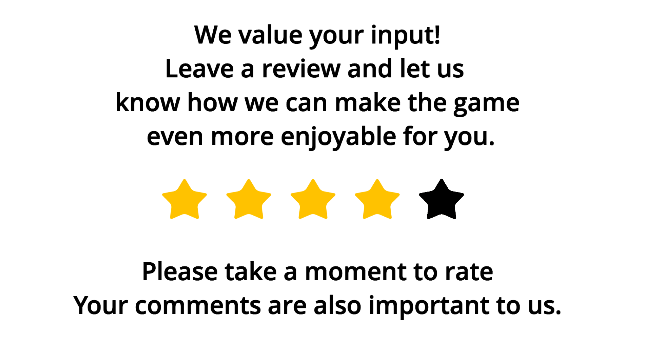 We value your input!
Leave a review and let us
know how we can make the game
even more enjoyable for you.
Please take a moment to rate
Your comments are also important to us.